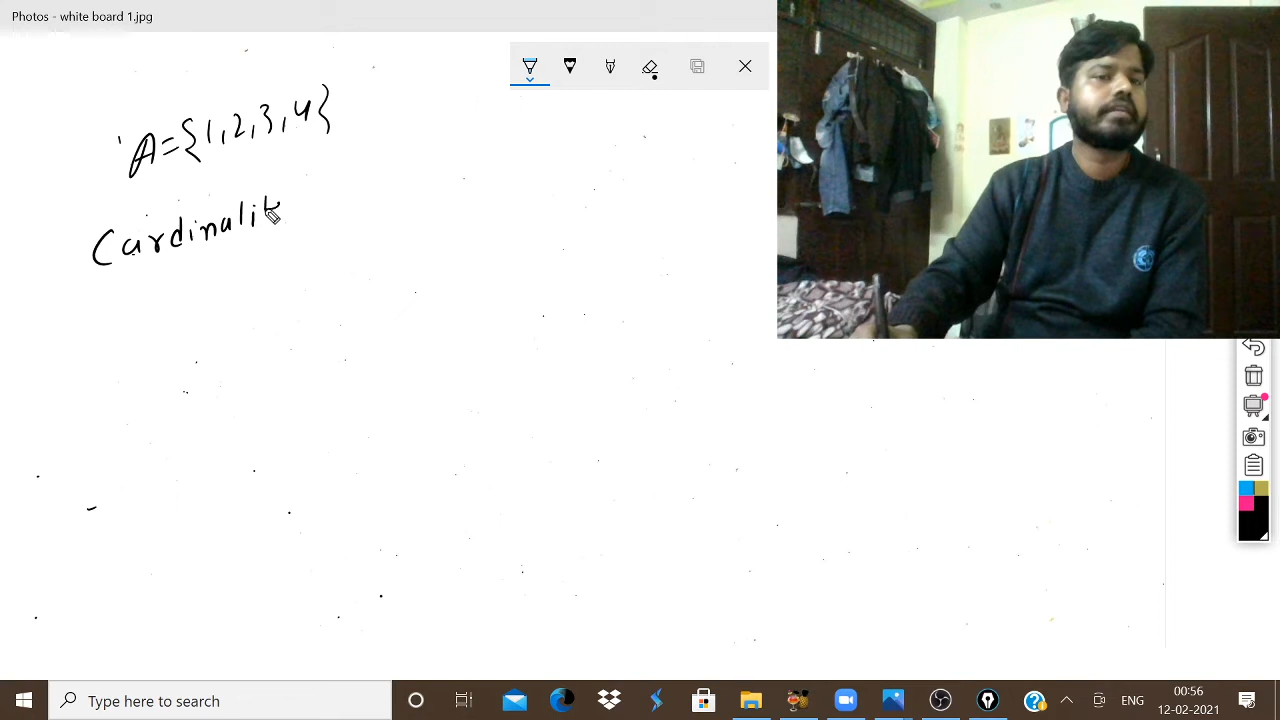 Photos - white board 1.jpg
A={1,2,3,4}
Cardinalit
Type here to search
ENG
00:56
12-02-2021